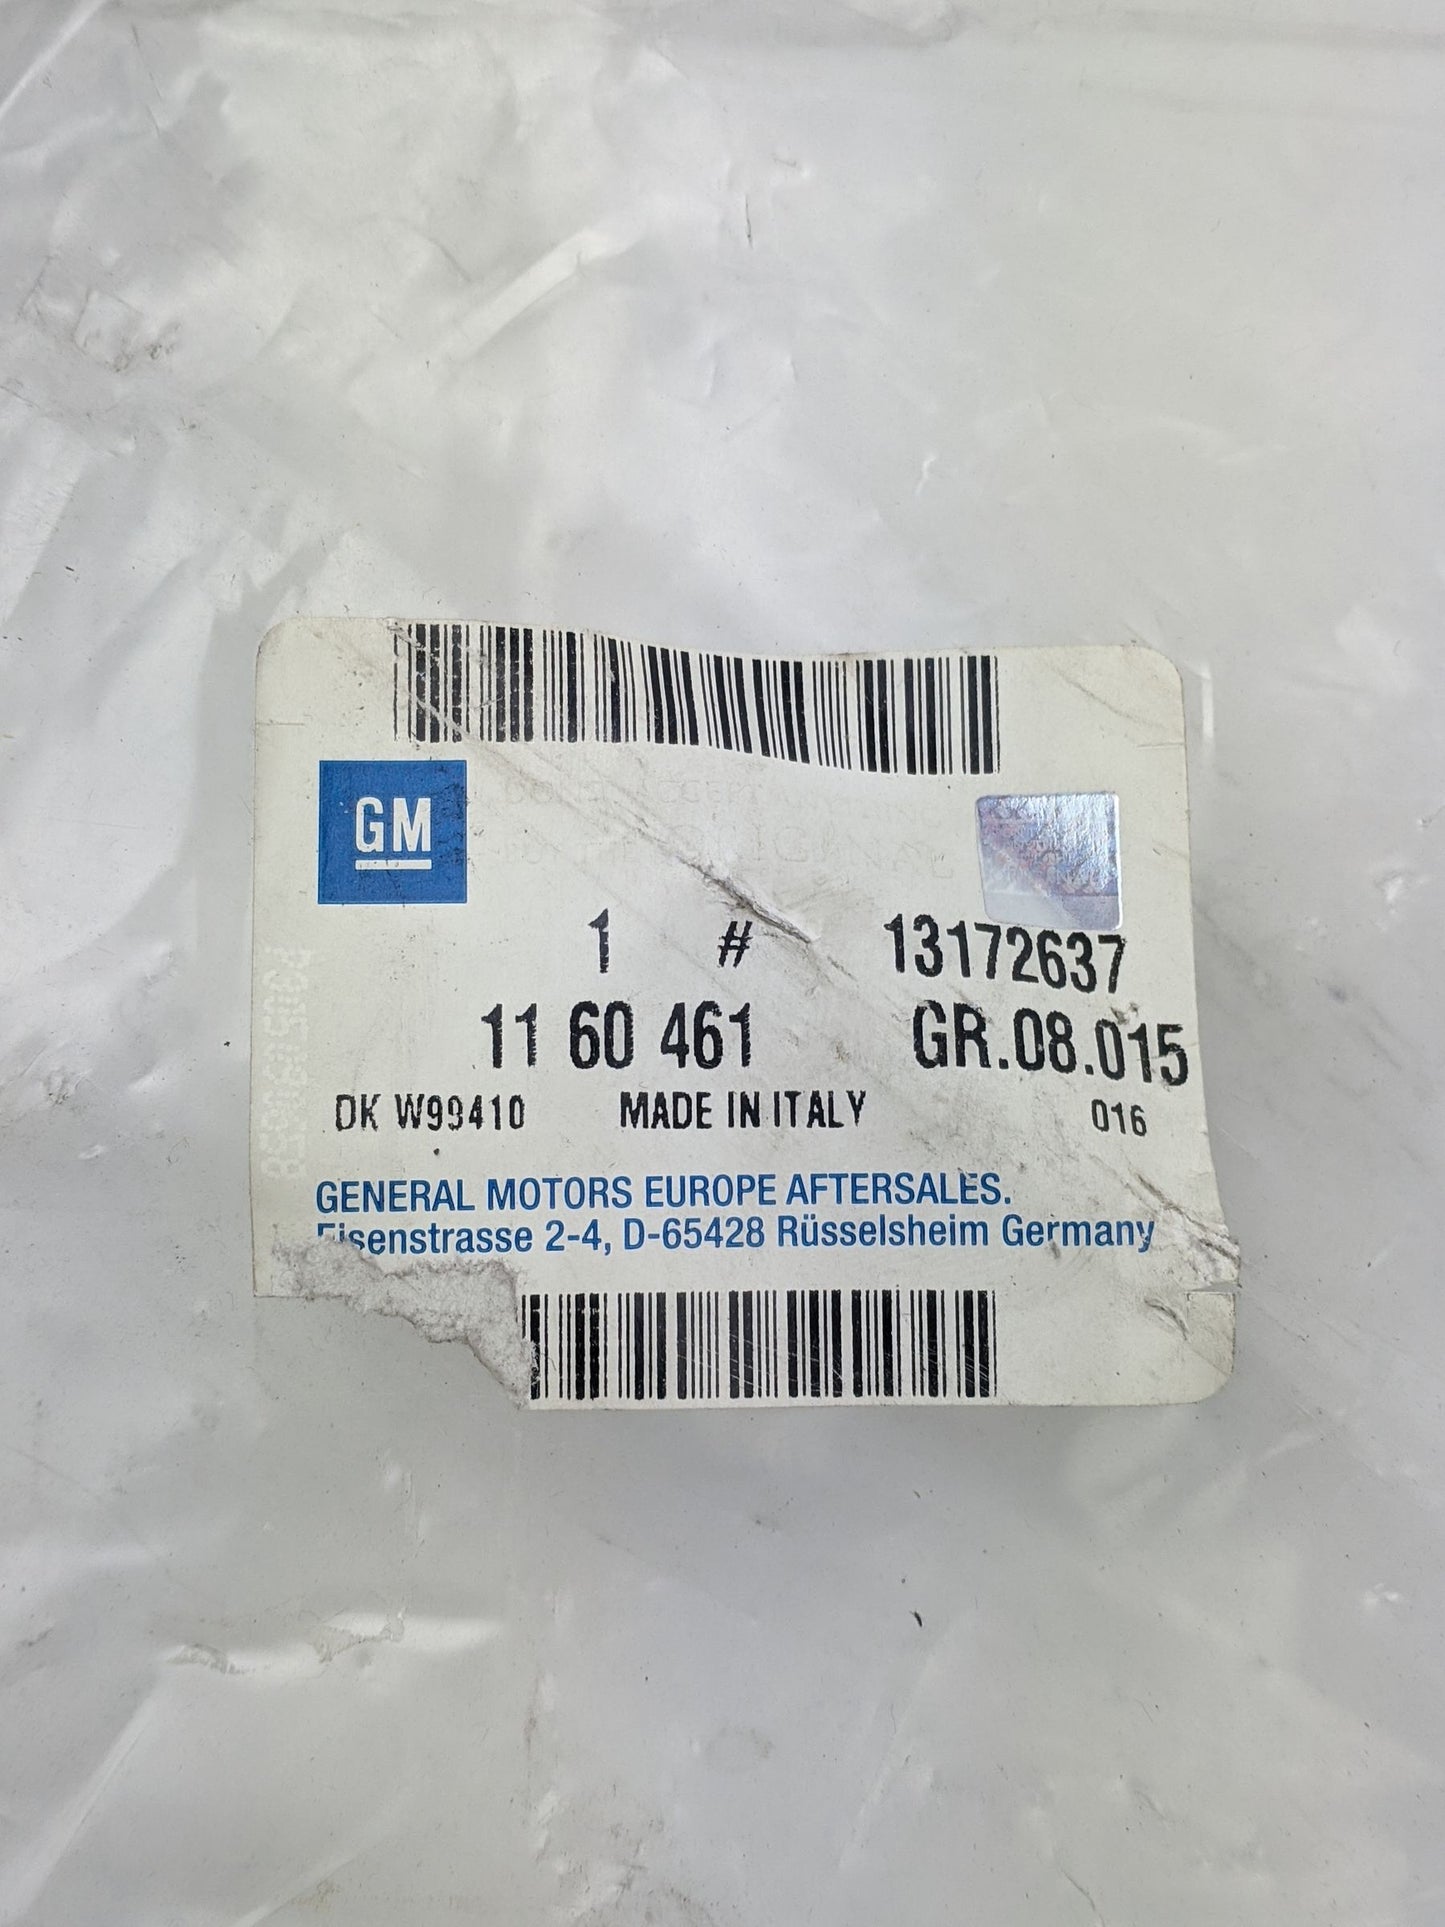 GM
1 # 13172637
11 60 461 GR.08.015
DK W99410 MADE IN ITALY 016
GENERAL MOTORS EUROPE AFTERSALES.
Eisenstrasse 2-4, D-65428 Rüsselsheim Germany